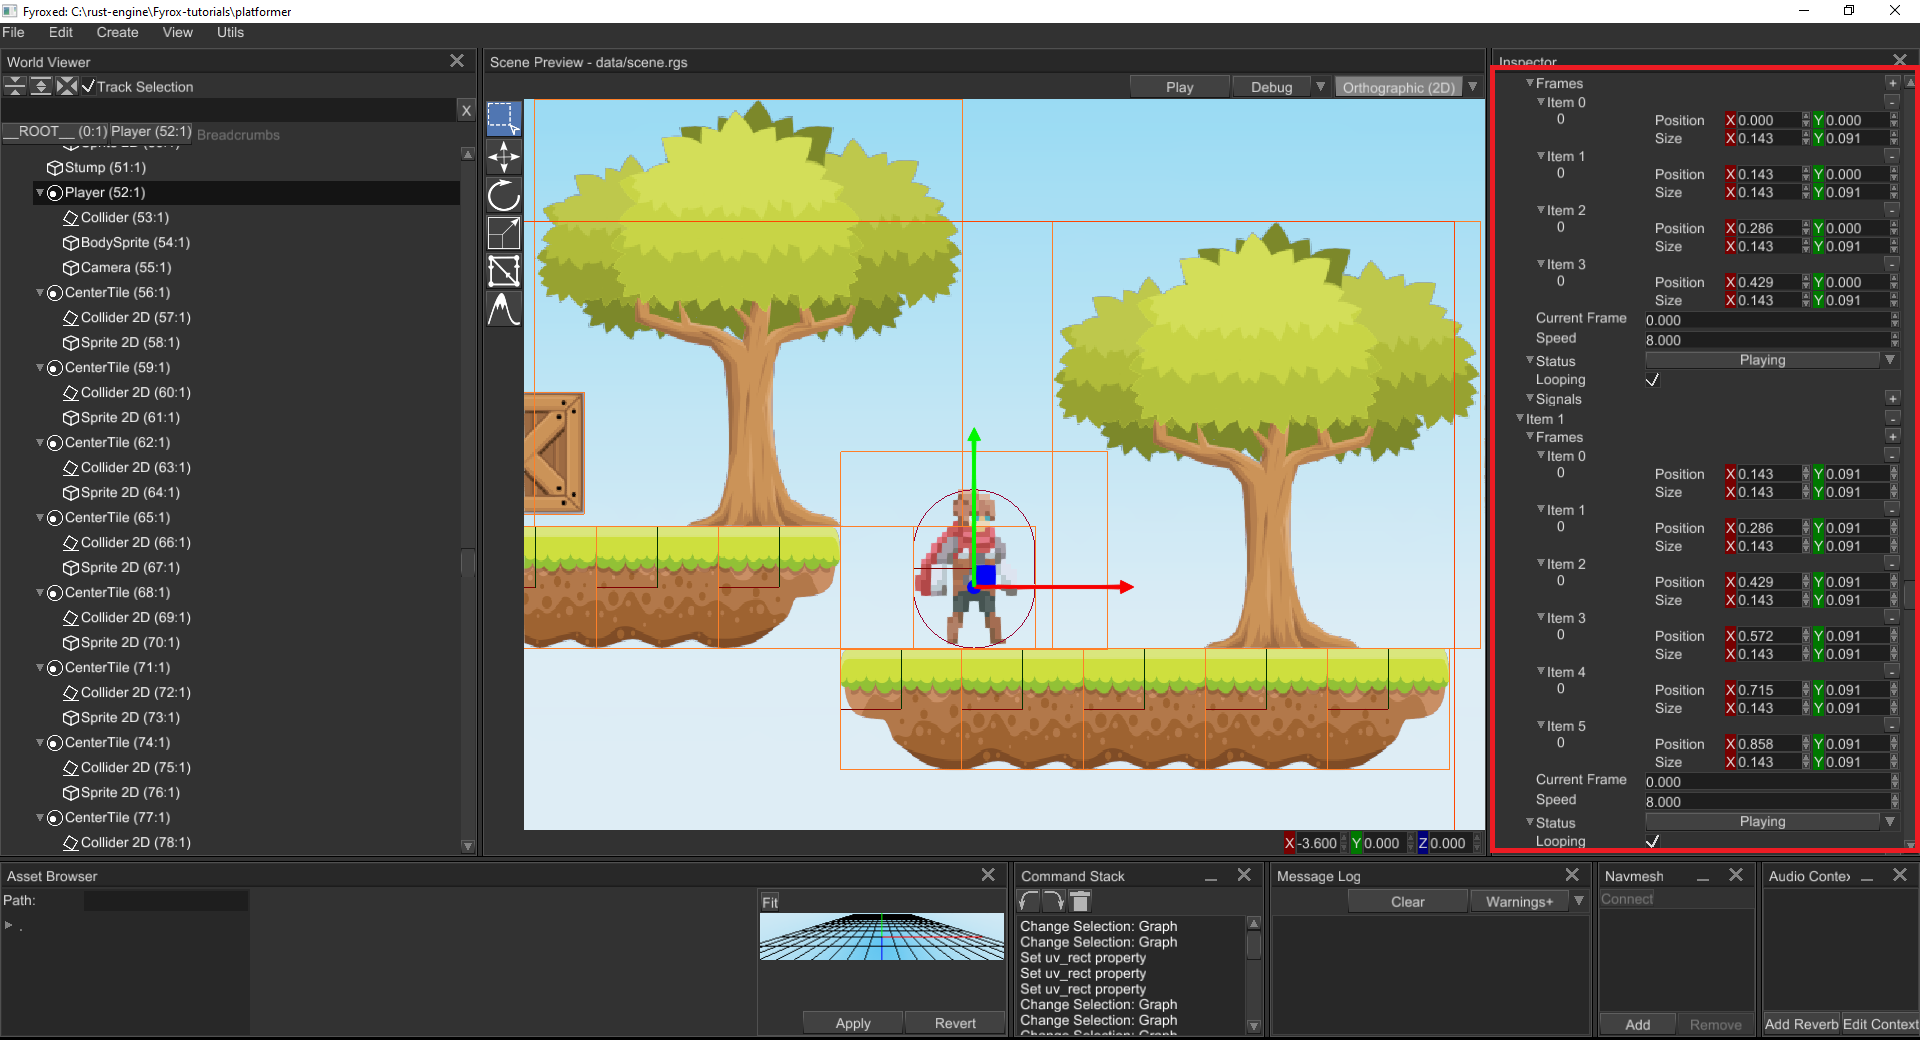 Fyroxed: C:\rust-engine\Fyrox-tutorials\platformer
File Edit Create View Utils
World Viewer
Track Selection
X
__ROOT__ (0:1) Player (52:1) Breadcrumbs
Stump (51:1)
Player (52:1)
Collider (53:1)
BodySprite (54:1)
Camera (55:1)
CenterTile (56:1)
Collider 2D (57:1)
Sprite 2D (58:1)
CenterTile (59:1)
Collider 2D (60:1)
Sprite 2D (61:1)
CenterTile (62:1)
Collider 2D (63:1)
Sprite 2D (64:1)
CenterTile (65:1)
Collider 2D (66:1)
Sprite 2D (67:1)
CenterTile (68:1)
Collider 2D (69:1)
Sprite 2D (70:1)
CenterTile (71:1)
Collider 2D (72:1)
Sprite 2D (73:1)
CenterTile (74:1)
Collider 2D (75:1)
Sprite 2D (76:1)
CenterTile (77:1)
Collider 2D (78:1)
Scene Preview - data/scene.rgs
Play Debug Orthographic (2D)
X -3.600 Y 0.000 Z 0.000
Inspector
Frames +
Item 0 -
0
Position X 0.000 Y 0.000
Size X 0.143 Y 0.091
Item 1 -
0
Position X 0.143 Y 0.000
Size X 0.143 Y 0.091
Item 2 -
0
Position X 0.286 Y 0.000
Size X 0.143 Y 0.091
Item 3 -
0
Position X 0.429 Y 0.000
Size X 0.143 Y 0.091
Current Frame 0.000
Speed 8.000
Status Playing
Looping
Signals +
Item 1 -
Frames +
Item 0 -
0
Position X 0.143 Y 0.091
Size X 0.143 Y 0.091
Item 1 -
0
Position X 0.286 Y 0.091
Size X 0.143 Y 0.091
Item 2 -
0
Position X 0.429 Y 0.091
Size X 0.143 Y 0.091
Item 3 -
0
Position X 0.572 Y 0.091
Size X 0.143 Y 0.091
Item 4 -
0
Position X 0.715 Y 0.091
Size X 0.143 Y 0.091
Item 5 -
0
Position X 0.858 Y 0.091
Size X 0.143 Y 0.091
Current Frame 0.000
Speed 8.000
Status Playing
Looping
Asset Browser
Path:
.
Fit
Apply Revert
Command Stack
Change Selection: Graph
Change Selection: Graph
Set uv_rect property
Set uv_rect property
Set uv_rect property
Change Selection: Graph
Change Selection: Graph
Message Log
Clear Warnings+
Navmesh
Connect
Add Remove
Audio Conte
Add Reverb Edit Context